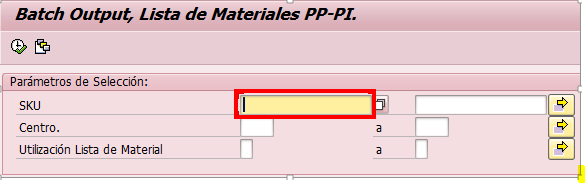 Batch Output, Lista de Materiales PP-PI.
Parámetros de Selección:
SKU
Centro. a
Utilización Lista de Material a